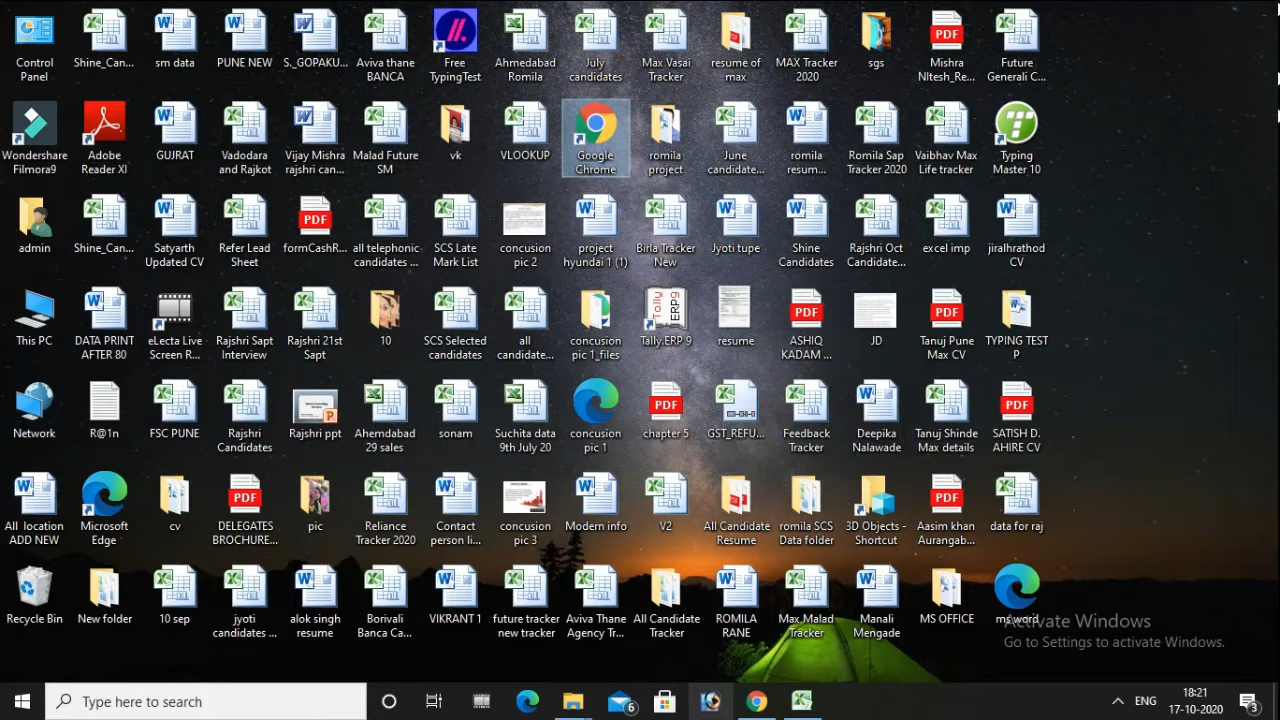 Control
Panel
Shine_Can...
sm data
PUNE NEW
S._GOPAKU...
Aviva thane
BANCA
Free
TypingTest
Ahmedabad
Romila
July
candidates
Max Vasai
Tracker
resume of
max
MAX Tracker
2020
sgs
Mishra
NItesh_Re...
Future
Generali C...
Wondershare
Filmora9
Adobe
Reader XI
GUJRAT
Vadodara
and Rajkot
Vijay Mishra
rajshri can...
Malad Future
SM
vk
VLOOKUP
Google
Chrome
romila
project
June
candidate...
romila
resum...
Romila Sap
Tracker 2020
Vaibhav Max
Life tracker
Typing
Master 10
admin
Shine_Can...
Satyarth
Updated CV
Refer Lead
Sheet
PDF
formCashR...
all telephonic
candidates ...
SCS Late
Mark List
concusion
pic 2
project
hyundai 1 (1)
Birla Tracker
New
Jyoti tupe
Shine
Candidates
Rajshri Oct
Candidate...
excel imp
jiralhrathod
CV
This PC
DATA PRINT
AFTER 80
eLecta Live
Screen R...
Rajshri Sapt
Interview
Rajshri 21st
Sapt
10
SCS Selected
candidates
all
candidate...
concusion
pic 1_files
Tally.ERP 9
resume
PDF
ASHIQ
KADAM ...
JD
PDF
Tanuj Pune
Max CV
TYPING TEST
P
Network
R@1n
FSC PUNE
Rajshri
Candidates
Rajshri ppt
Ahemdabad
29 sales
sonam
Suchita data
9th July 20
concusion
pic 1
PDF
chapter 5
GST_REFU...
Feedback
Tracker
Deepika
Nalawade
Tanuj Shinde
Max details
PDF
SATISH D.
AHIRE CV
All location
ADD NEW
Microsoft
Edge
cv
PDF
DELEGATES
BROCHURE...
pic
Reliance
Tracker 2020
Contact
person li...
concusion
pic 3
Modern info
V2
All Candidate
Resume
romila SCS
Data folder
3D Objects -
Shortcut
PDF
Aasim khan
Aurangab...
data for raj
Recycle Bin
New folder
10 sep
jyoti
candidates ...
alok singh
resume
Borivali
Banca Ca...
VIKRANT 1
future tracker
new tracker
Aviva Thane
Agency Tr...
All Candidate
Tracker
ROMILA
RANE
Max Malad
Tracker
Manali
Mengade
MS OFFICE
ms word
Activate Windows
Go to Settings to activate Windows.
Type here to search
6
ENG
18:21
17-10-2020
3